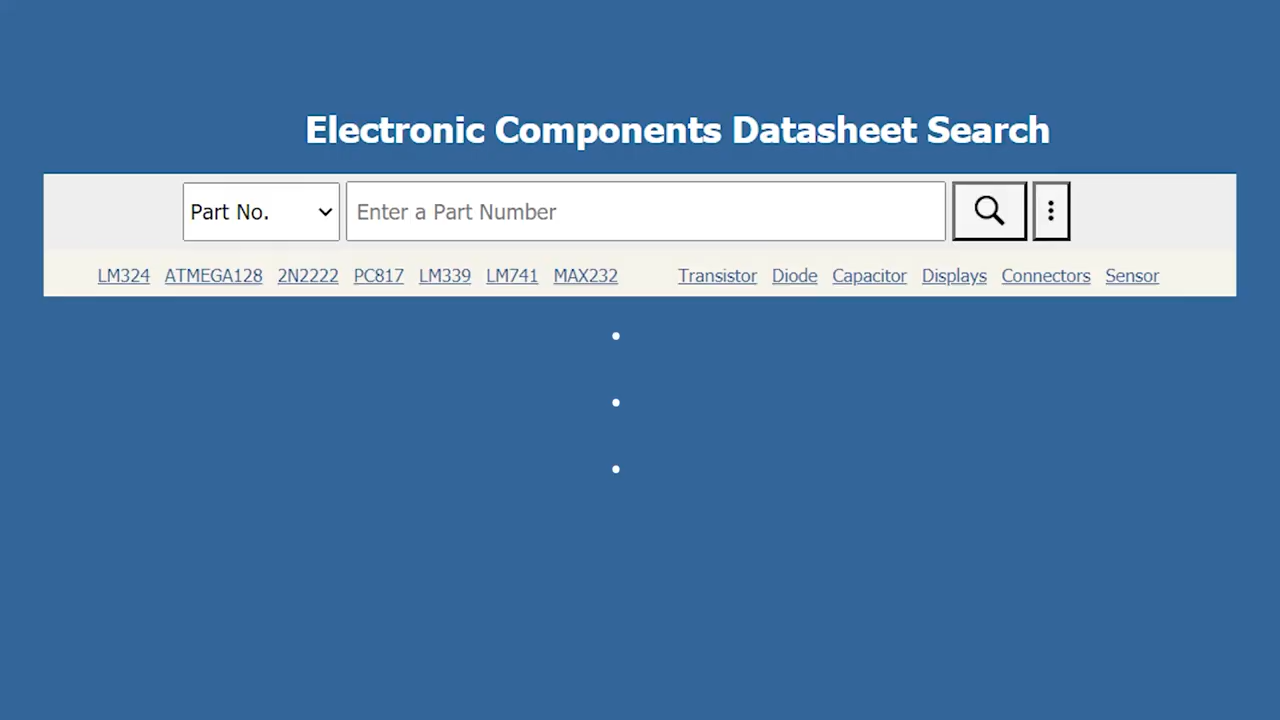 Electronic Components Datasheet Search
Part No. Enter a Part Number
LM324 ATMEGA128 2N2222 PC817 LM339 LM741 MAX232 Transistor Diode Capacitor Displays Connectors Sensor